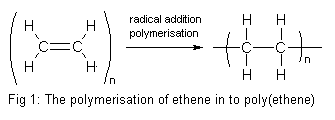 H H
C C
H H
n
radical addition
polymerisation
H H
C C
H H
n
Fig 1: The polymerisation of ethene in to poly(ethene)